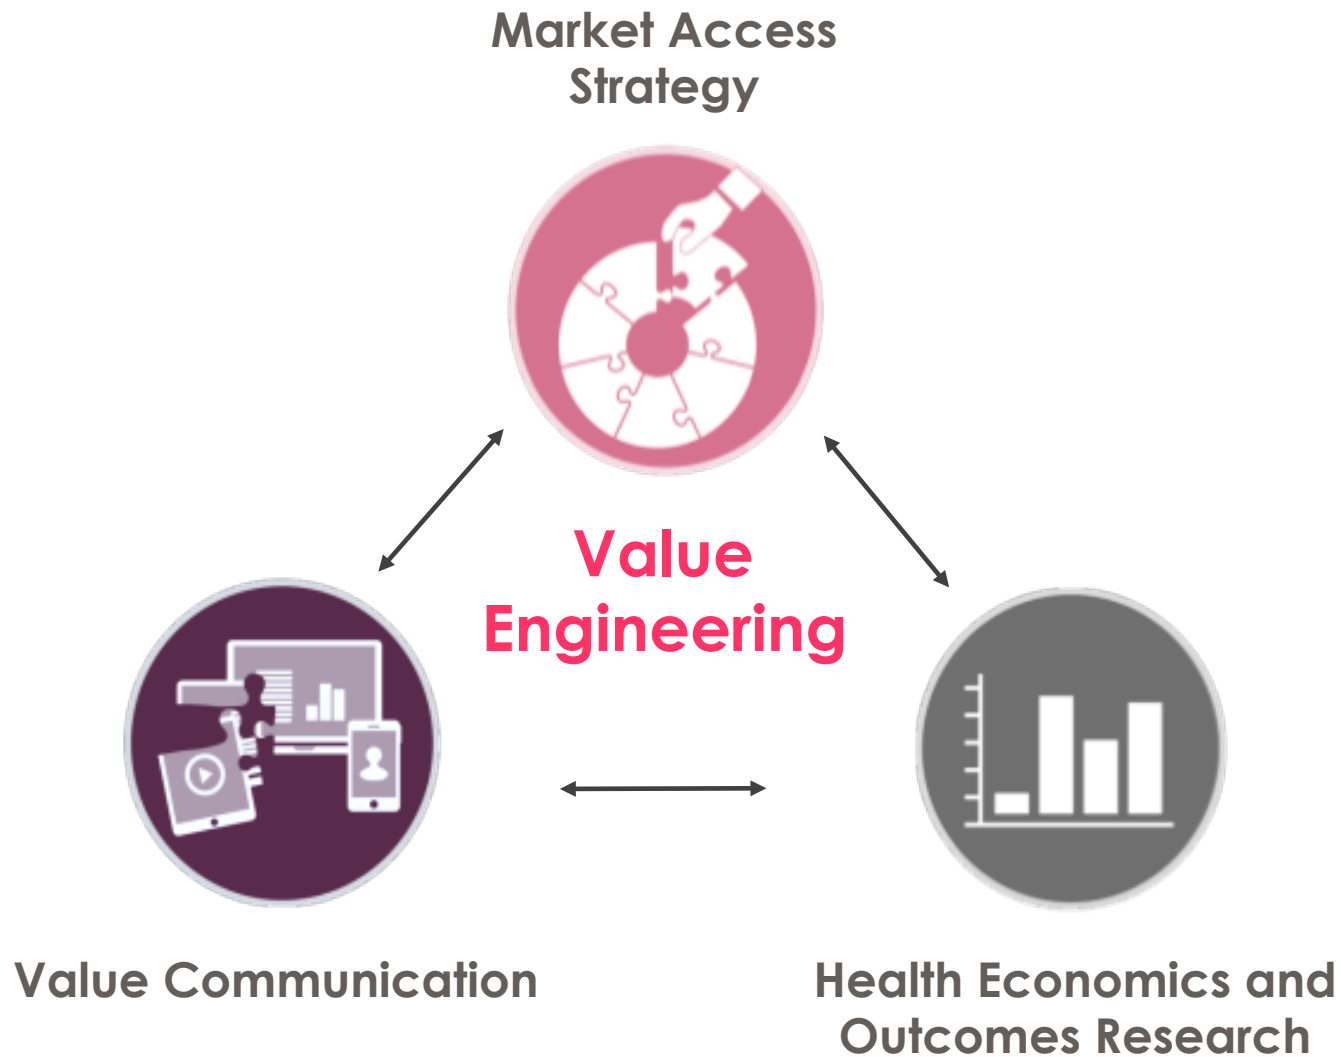 Market Access
Strategy
Value
Engineering
Value Communication
Health Economics and
Outcomes Research